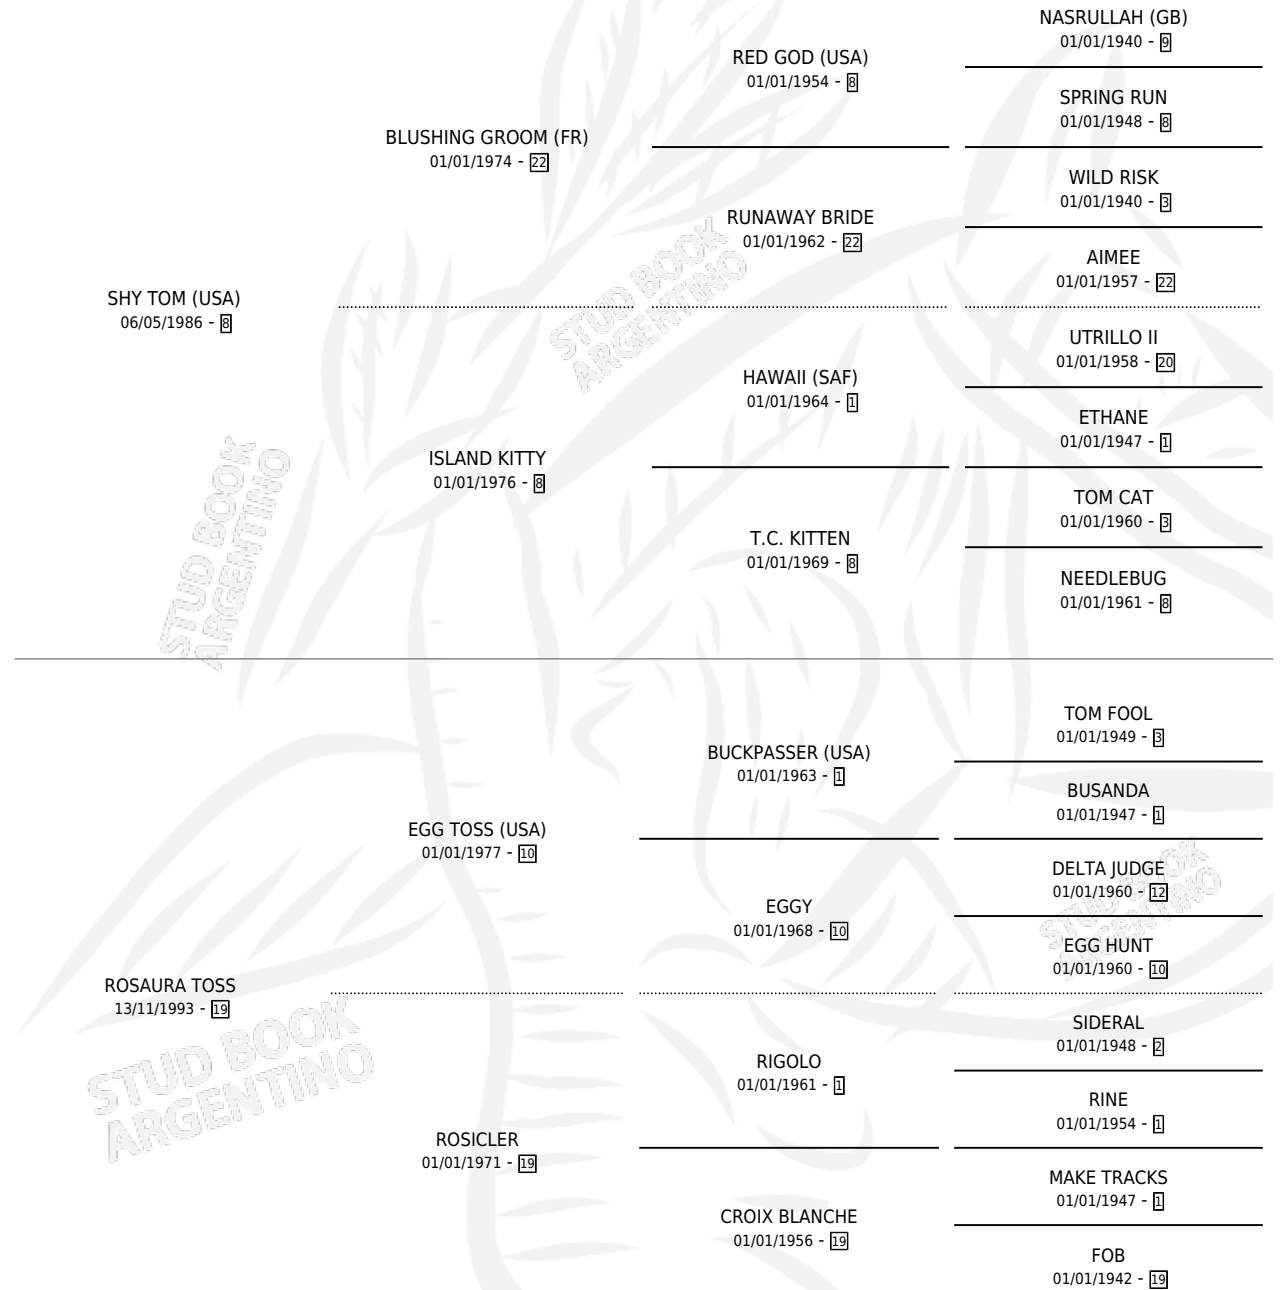 NASRULLAH (GB)
01/01/1940 - 9
RED GOD (USA)
01/01/1954 - 8
SPRING RUN
01/01/1948 - 8
BLUSHING GROOM (FR)
01/01/1974 - 22
WILD RISK
01/01/1940 - 3
RUNAWAY BRIDE
01/01/1962 - 22
AIMEE
01/01/1957 - 22
SHY TOM (USA)
06/05/1986 - 8
UTRILLO II
01/01/1958 - 20
HAWAII (SAF)
01/01/1964 - 1
ETHANE
01/01/1947 - 1
ISLAND KITTY
01/01/1976 - 8
TOM CAT
01/01/1960 - 3
T.C. KITTEN
01/01/1969 - 8
NEEDLEBUG
01/01/1961 - 8
TOM FOOL
01/01/1949 - 3
BUCKPASSER (USA)
01/01/1963 - 1
BUSANDA
01/01/1947 - 1
EGG TOSS (USA)
01/01/1977 - 10
DELTA JUDGE
01/01/1960 - 12
EGGY
01/01/1968 - 10
EGG HUNT
01/01/1960 - 10
ROSAURA TOSS
13/11/1993 - 19
SIDERAL
01/01/1948 - 2
RIGOLO
01/01/1961 - 1
RINE
01/01/1954 - 1
ROSICLER
01/01/1971 - 19
MAKE TRACKS
01/01/1947 - 1
CROIX BLANCHE
01/01/1956 - 19
FOB
01/01/1942 - 19
STUD BOOK
ARGENTINO
STUD BOOK
ARGENTINO
STUD BOOK
ARGENTINO
STUD BOOK
ARGENTINO